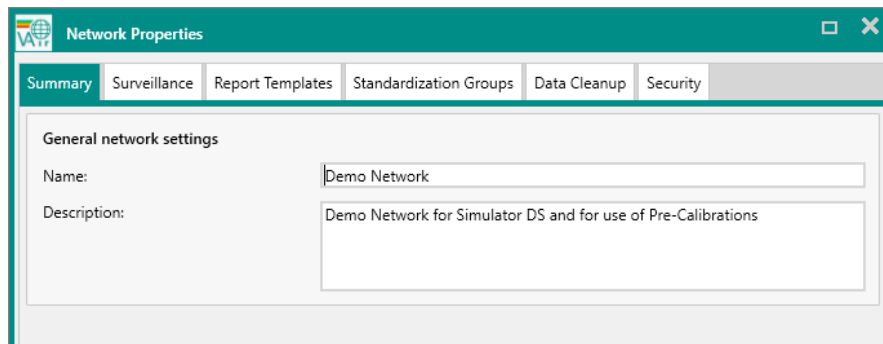 Network Properties
Summary Surveillance Report Templates Standardization Groups Data Cleanup Security
General network settings
Name: Demo Network
Description: Demo Network for Simulator DS and for use of Pre-Calibrations